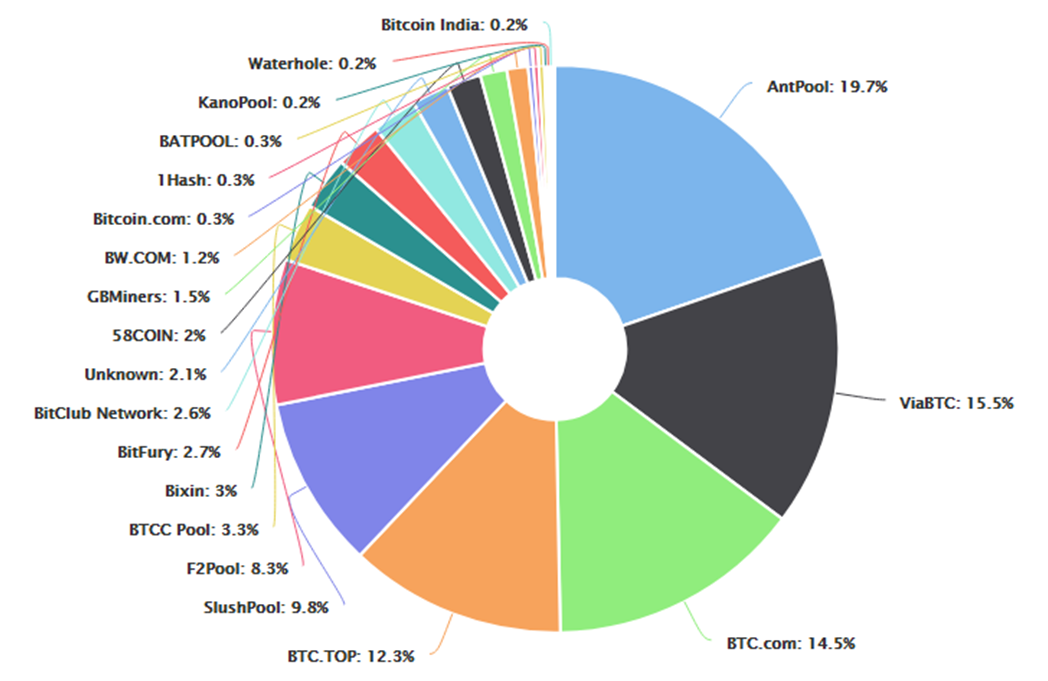 Bitcoin India: 0.2%
Waterhole: 0.2%
KanoPool: 0.2%
BATPOOL: 0.3%
1Hash: 0.3%
Bitcoin.com: 0.3%
BW.COM: 1.2%
GBMiners: 1.5%
58COIN: 2%
Unknown: 2.1%
BitClub Network: 2.6%
BitFury: 2.7%
Bixin: 3%
BTCC Pool: 3.3%
F2Pool: 8.3%
SlushPool: 9.8%
BTC.TOP: 12.3%
AntPool: 19.7%
ViaBTC: 15.5%
BTC.com: 14.5%